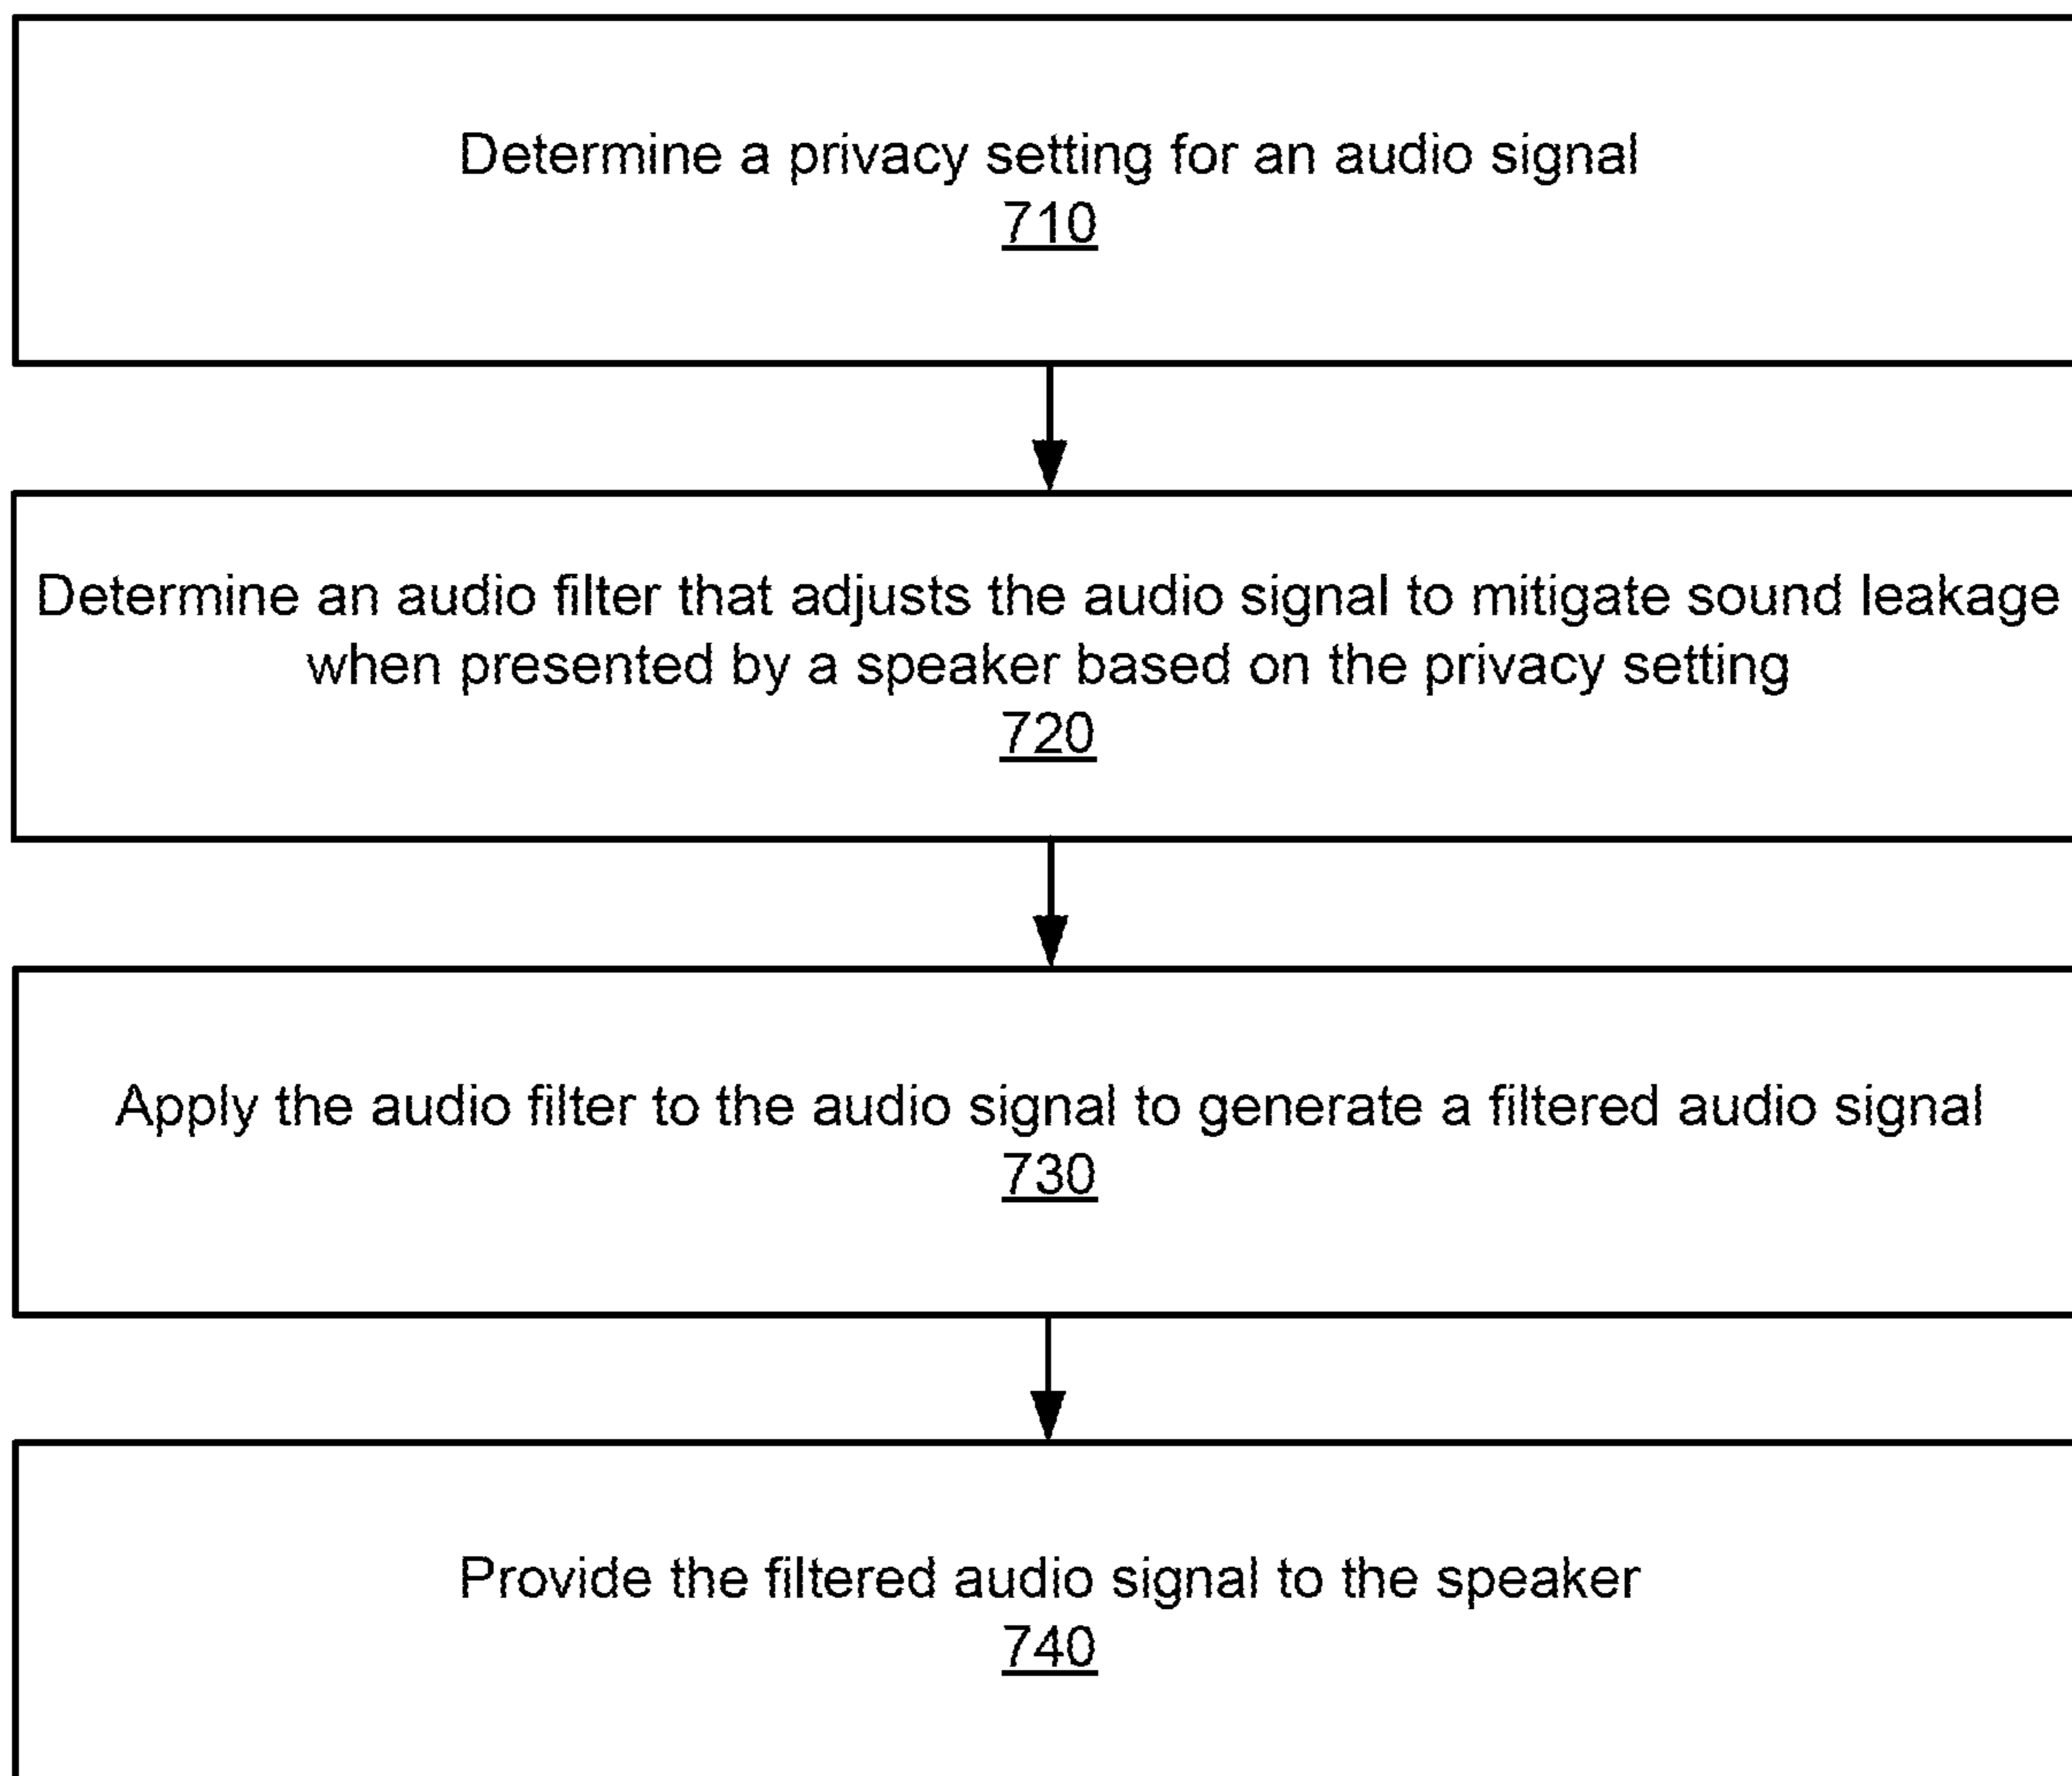 Determine a privacy setting for an audio signal
710
Determine an audio filter that adjusts the audio signal to mitigate sound leakage
when presented by a speaker based on the privacy setting
720
Apply the audio filter to the audio signal to generate a filtered audio signal
730
Provide the filtered audio signal to the speaker
740